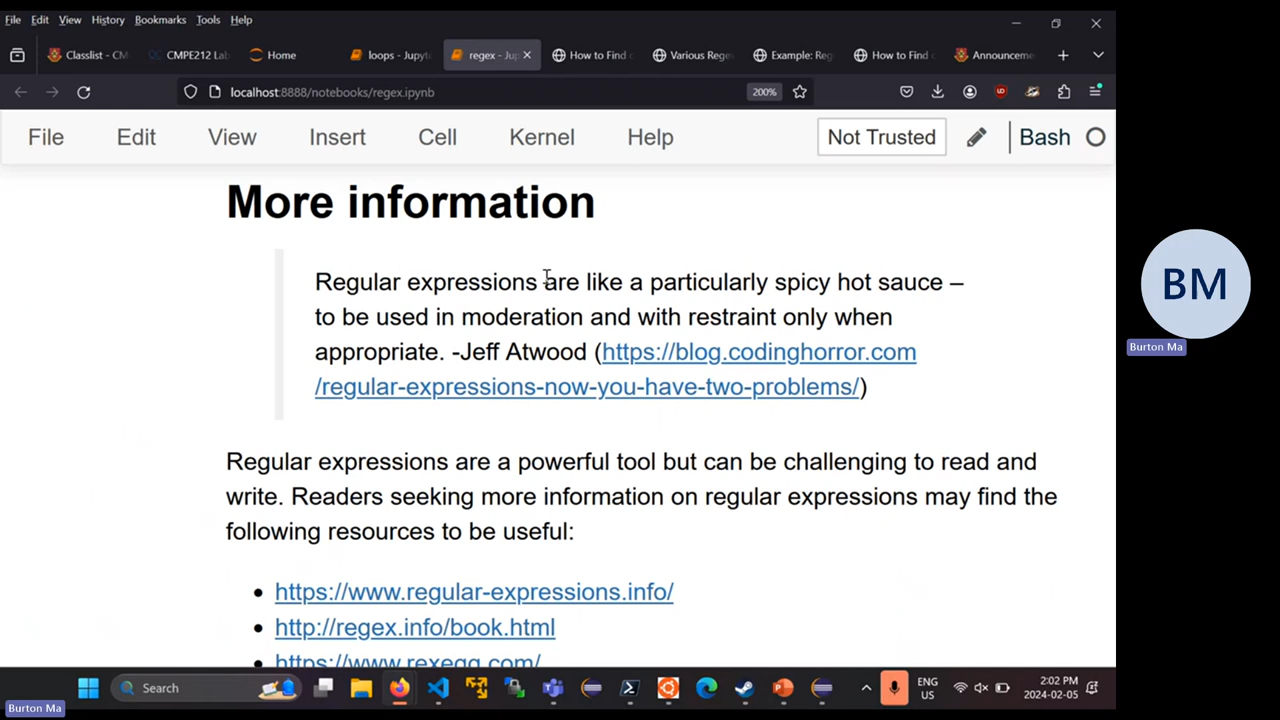 File Edit View History Bookmarks Tools Help
Classlist - CM CMPE212 Lab Home loops - Jupyt regex - Jup How to Find r Various Rege Example: Reg How to Find c Announceme
localhost:8888/notebooks/regex.ipynb 200%
File Edit View Insert Cell Kernel Help Not Trusted Bash
More information
Regular expressions are like a particularly spicy hot sauce –
to be used in moderation and with restraint only when
appropriate. -Jeff Atwood (https://blog.codinghorror.com
/regular-expressions-now-you-have-two-problems/)
Regular expressions are a powerful tool but can be challenging to read and
write. Readers seeking more information on regular expressions may find the
following resources to be useful:
https://www.regular-expressions.info/
http://regex.info/book.html
https://www.rexegg.com/
BM
Burton Ma
Search
ENG
US
2:02 PM
2024-02-05
Burton Ma